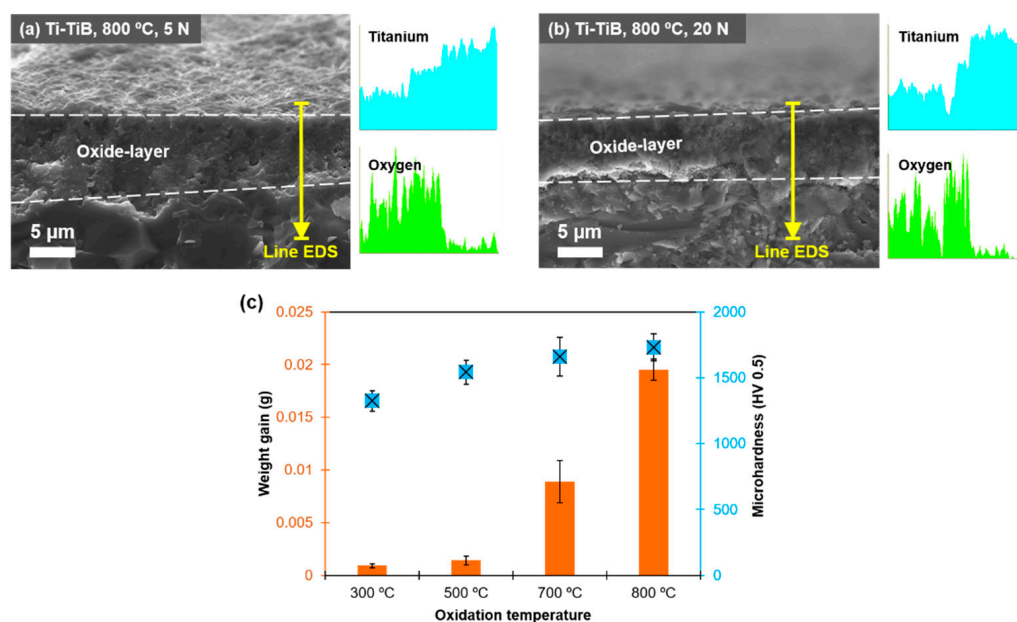 (a) Ti-TiB, 800 ºC, 5 N
Titanium
Oxide-layer
Oxygen
5 µm
Line EDS
(b) Ti-TiB, 800 ºC, 20 N
Titanium
Oxide-layer
Oxygen
5 µm
Line EDS
(c)
Weight gain (g)
0.025
0.02
0.015
0.01
0.005
0
2000
1500
1000
500
0
Microhardness (HV 0.5)
300 ºC 500 ºC 700 ºC 800 ºC
Oxidation temperature